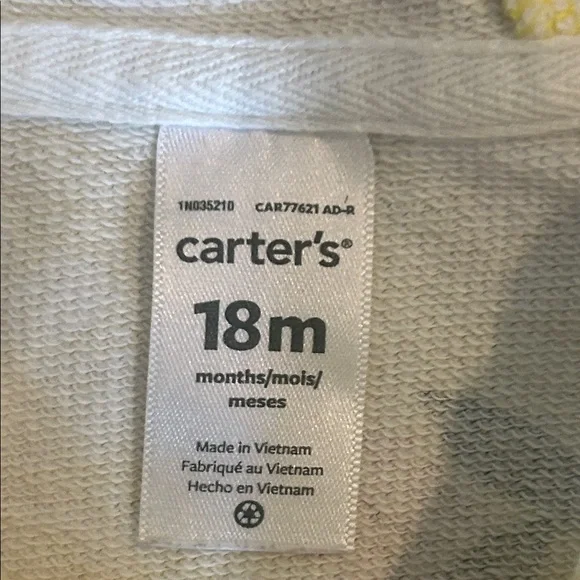 1N035210 CAR77621 AD-R
carter's®
18m
months/mois/
meses
Made in Vietnam
Fabriqué au Vietnam
Hecho en Vietnam